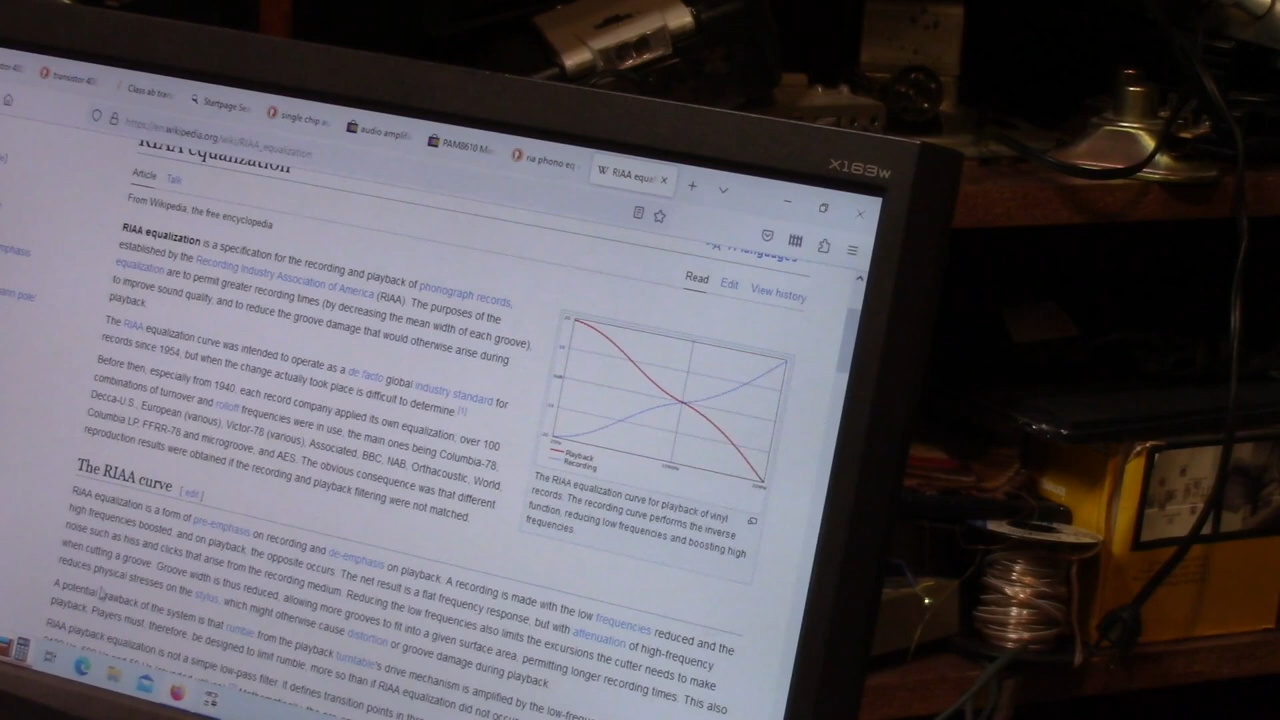 X163w
transistor 40
Class ab tran
Startpage Se
single chip a
audio amplifi
PAM8610 M
ria phono eq
W RIAA equal
https://en.wikipedia.org/wiki/RIAA_equalization
RIAA equalization
Article Talk
Read Edit View history
From Wikipedia, the free encyclopedia
RIAA equalization is a specification for the recording and playback of phonograph records,
established by the Recording Industry Association of America (RIAA). The purposes of the
equalization are to permit greater recording times (by decreasing the mean width of each groove),
to improve sound quality, and to reduce the groove damage that would otherwise arise during
playback.
The RIAA equalization curve was intended to operate as a de facto global industry standard for
records since 1954, but when the change actually took place is difficult to determine.[1]
Before then, especially from 1940, each record company applied its own equalization; over 100
combinations of turnover and rolloff frequencies were in use, the main ones being Columbia-78,
Decca-U.S., European (various), Victor-78 (various), Associated, BBC, NAB, Orthacoustic, World,
Columbia LP, FFRR-78 and microgroove, and AES. The obvious consequence was that different
reproduction results were obtained if the recording and playback filtering were not matched.
Playback
Recording
The RIAA equalization curve for playback of vinyl
records. The recording curve performs the inverse
function, reducing low frequencies and boosting high
frequencies.
The RIAA curve [ edit ]
RIAA equalization is a form of pre-emphasis on recording and de-emphasis on playback. A recording is made with the low frequencies reduced and the
high frequencies boosted, and on playback, the opposite occurs. The net result is a flat frequency response, but with attenuation of high-frequency
noise such as hiss and clicks that arise from the recording medium. Reducing the low frequencies also limits the excursions the cutter needs to make
when cutting a groove. Groove width is thus reduced, allowing more grooves to fit into a given surface area, permitting longer recording times. This also
reduces physical stresses on the stylus, which might otherwise cause distortion or groove damage during playback.
A potential drawback of the system is that rumble from the playback turntable's drive mechanism is amplified by the low-freq
playback. Players must, therefore, be designed to limit rumble, more so than if RIAA equalization did not occu
RIAA playback equalization is not a simple low-pass filter. It defines transition points in th